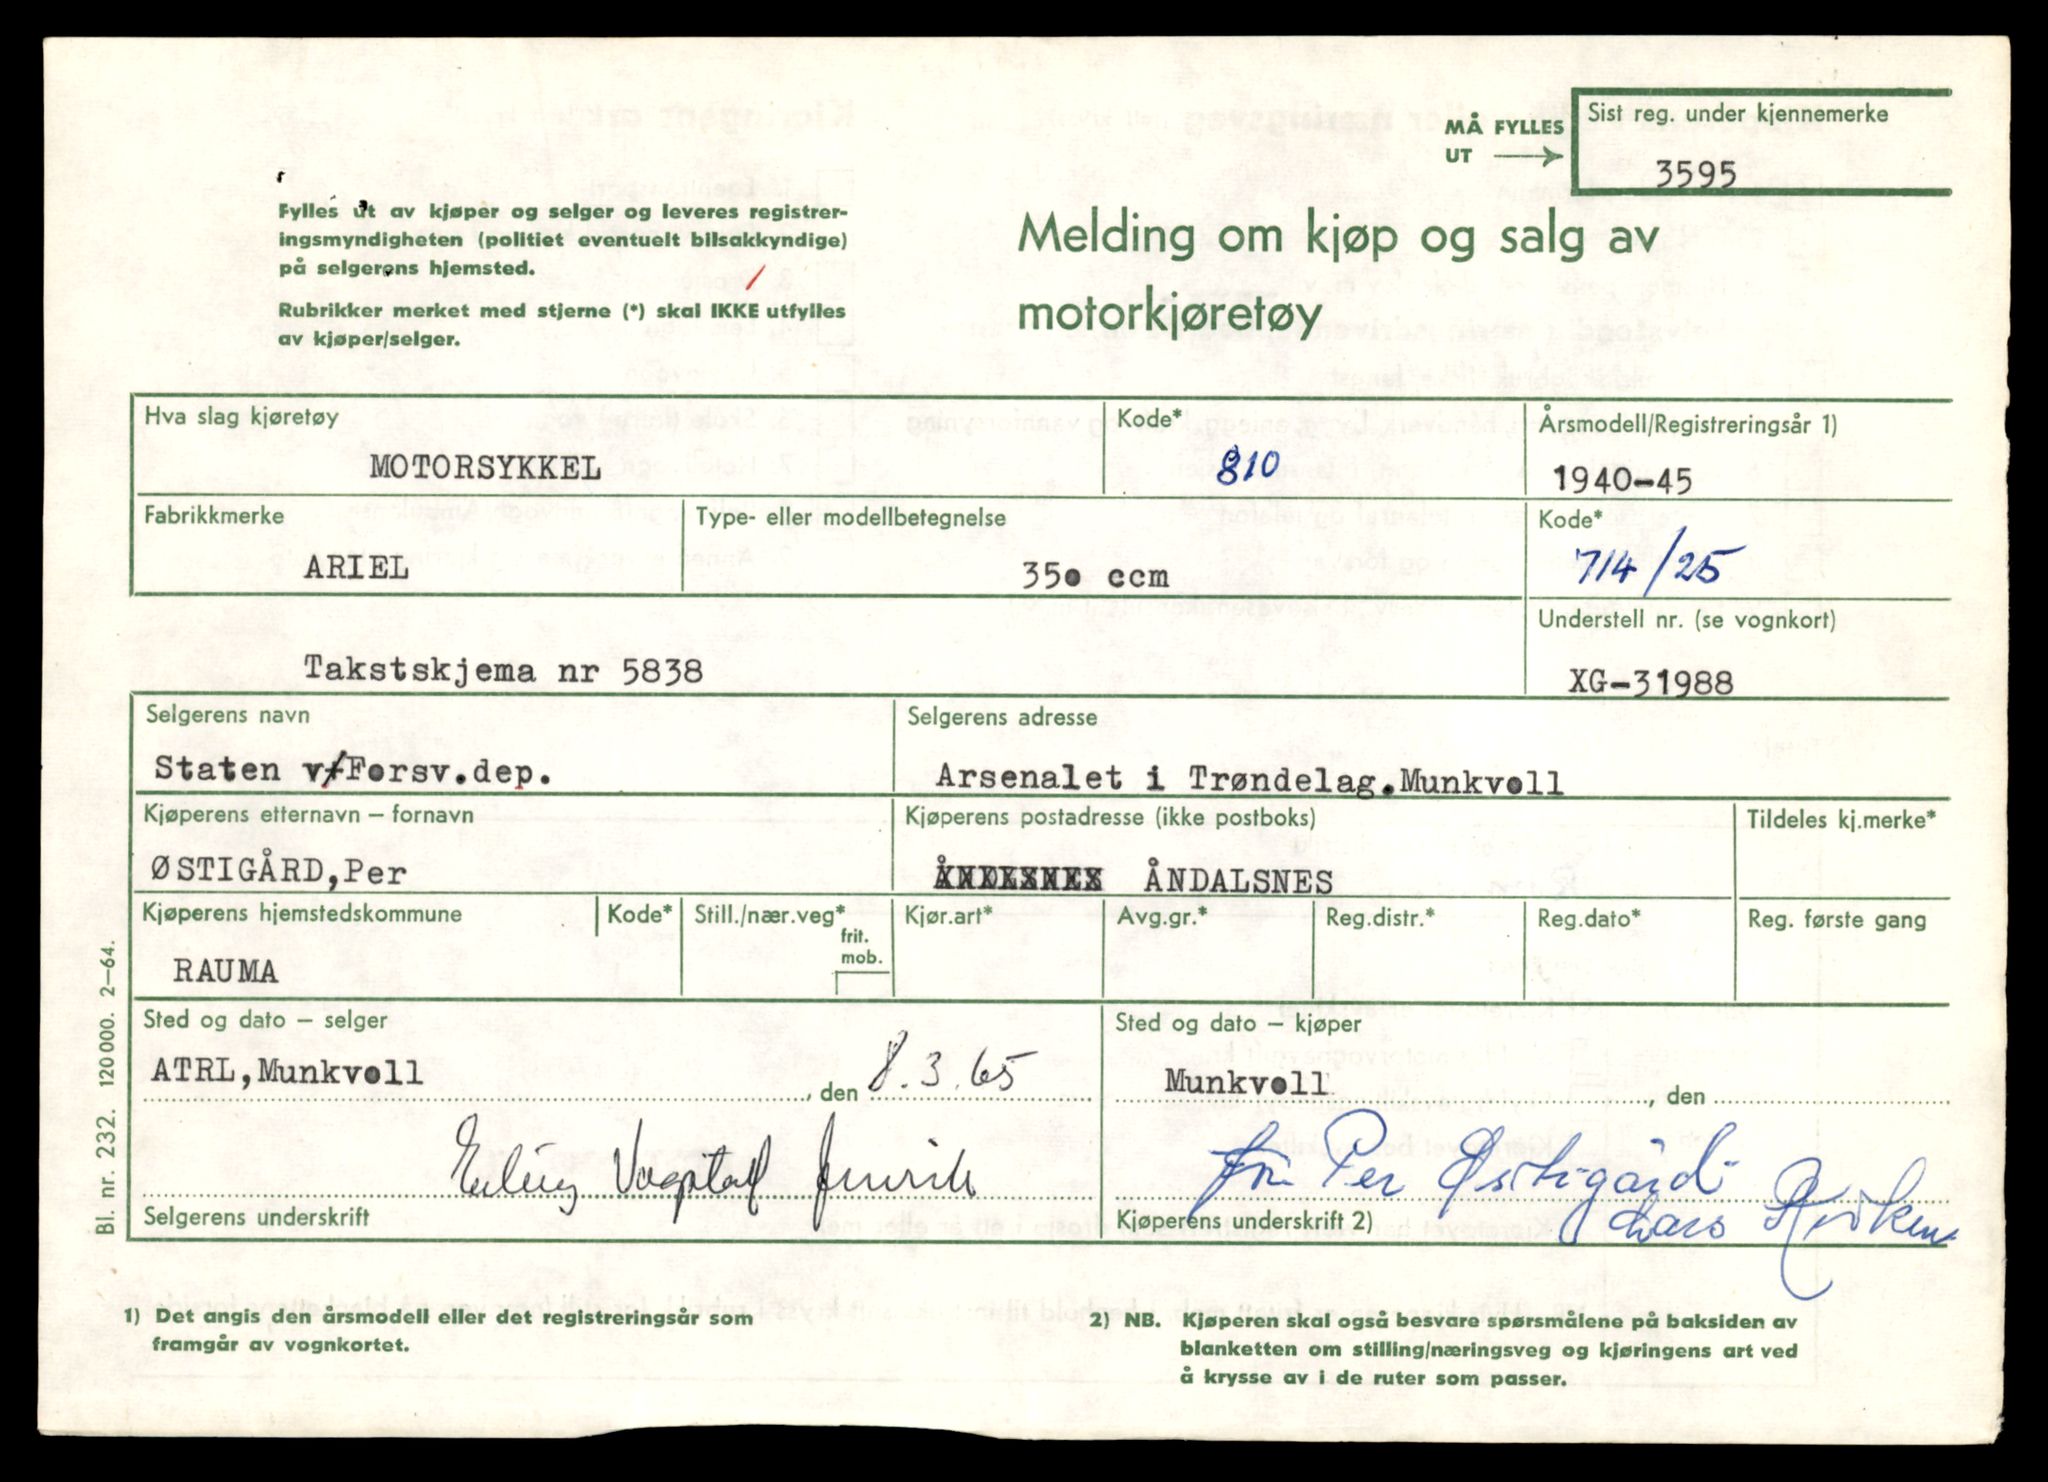 MÅ FYLLES
UT
Sist reg. under kjennemerke
3595
Fylles ut av kjøper og selger og leveres registrer-
ingsmyndigheten (politiet eventuelt bilsakkyndige)
på selgerens hjemsted.
Rubrikker merket med stjerne (*) skal IKKE utfylles
av kjøper/selger.
Melding om kjøp og salg av
motorkjøretøy
Hva slag kjøretøy
MOTORSYKKEL
Kode*
810
Årsmodell/Registreringsår 1)
1940-45
Fabrikkmerke
ARIEL
Type- eller modellbetegnelse
350 ccm
Kode*
714/25
Understell nr. (se vognkort)
XG-31988
Takstskjema nr 5838
Selgerens navn
Staten v/Forsv.dep.
Selgerens adresse
Arsenalet i Trøndelag.Munkvoll
Kjøperens etternavn – fornavn
ØSTIGÅRD,Per
Kjøperens postadresse (ikke postboks)
ÅNDALSNES
Tildeles kj.merke*
Kjøperens hjemstedskommune
RAUMA
Kode*
Still./nær.veg*
frit.
mob.
Kjør.art*
Avg.gr.*
Reg.distr.*
Reg.dato*
Reg. første gang
Sted og dato – selger
ATRL,Munkvoll, den 8.3.65
Sted og dato – kjøper
Munkvoll, den
Selgerens underskrift
for Per Østigård
Kjøperens underskrift 2)
Lars
Bl. nr. 232. 120 000. 2–64.
1) Det angis den årsmodell eller det registreringsår som
framgår av vognkortet.
2) NB. Kjøperen skal også besvare spørsmålene på baksiden av
blanketten om stilling/næringsveg og kjøringens art ved
å krysse av i de ruter som passer.